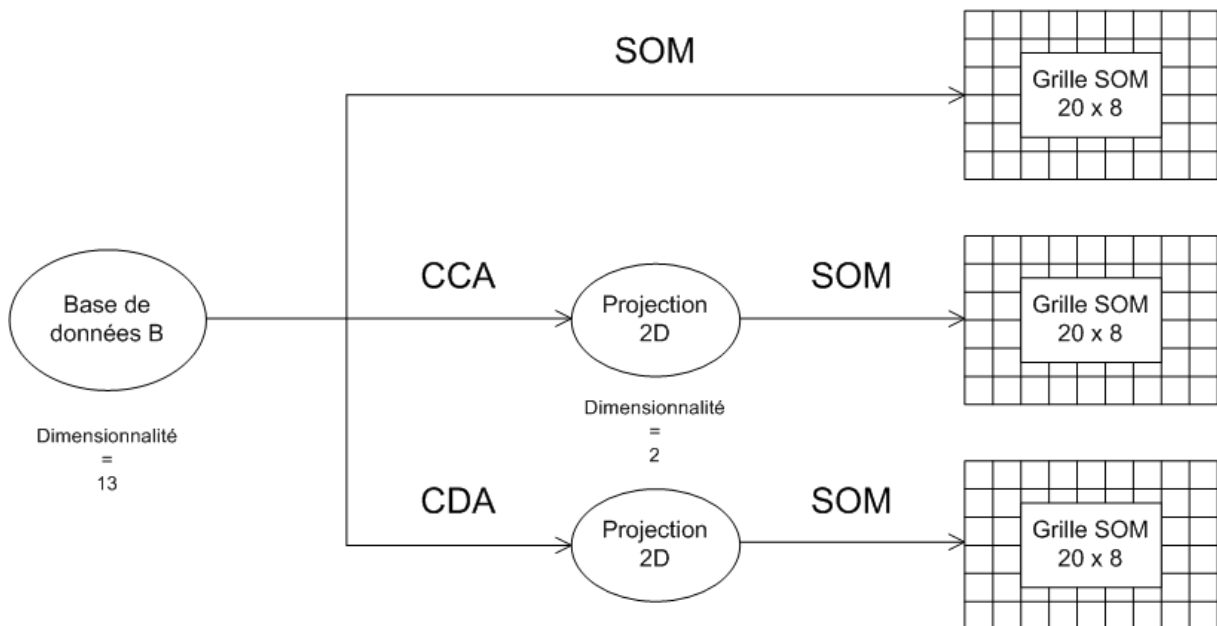 SOM
Grille SOM
20 x 8
Base de
données B
Dimensionnalité
=
13
CCA
Projection
2D
Dimensionnalité
=
2
SOM
Grille SOM
20 x 8
CDA
Projection
2D
SOM
Grille SOM
20 x 8